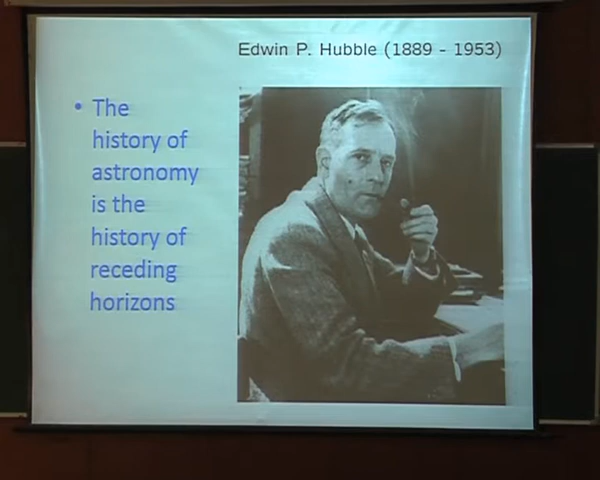 Edwin P. Hubble (1889 - 1953)
• The
history of
astronomy
is the
history of
receding
horizons